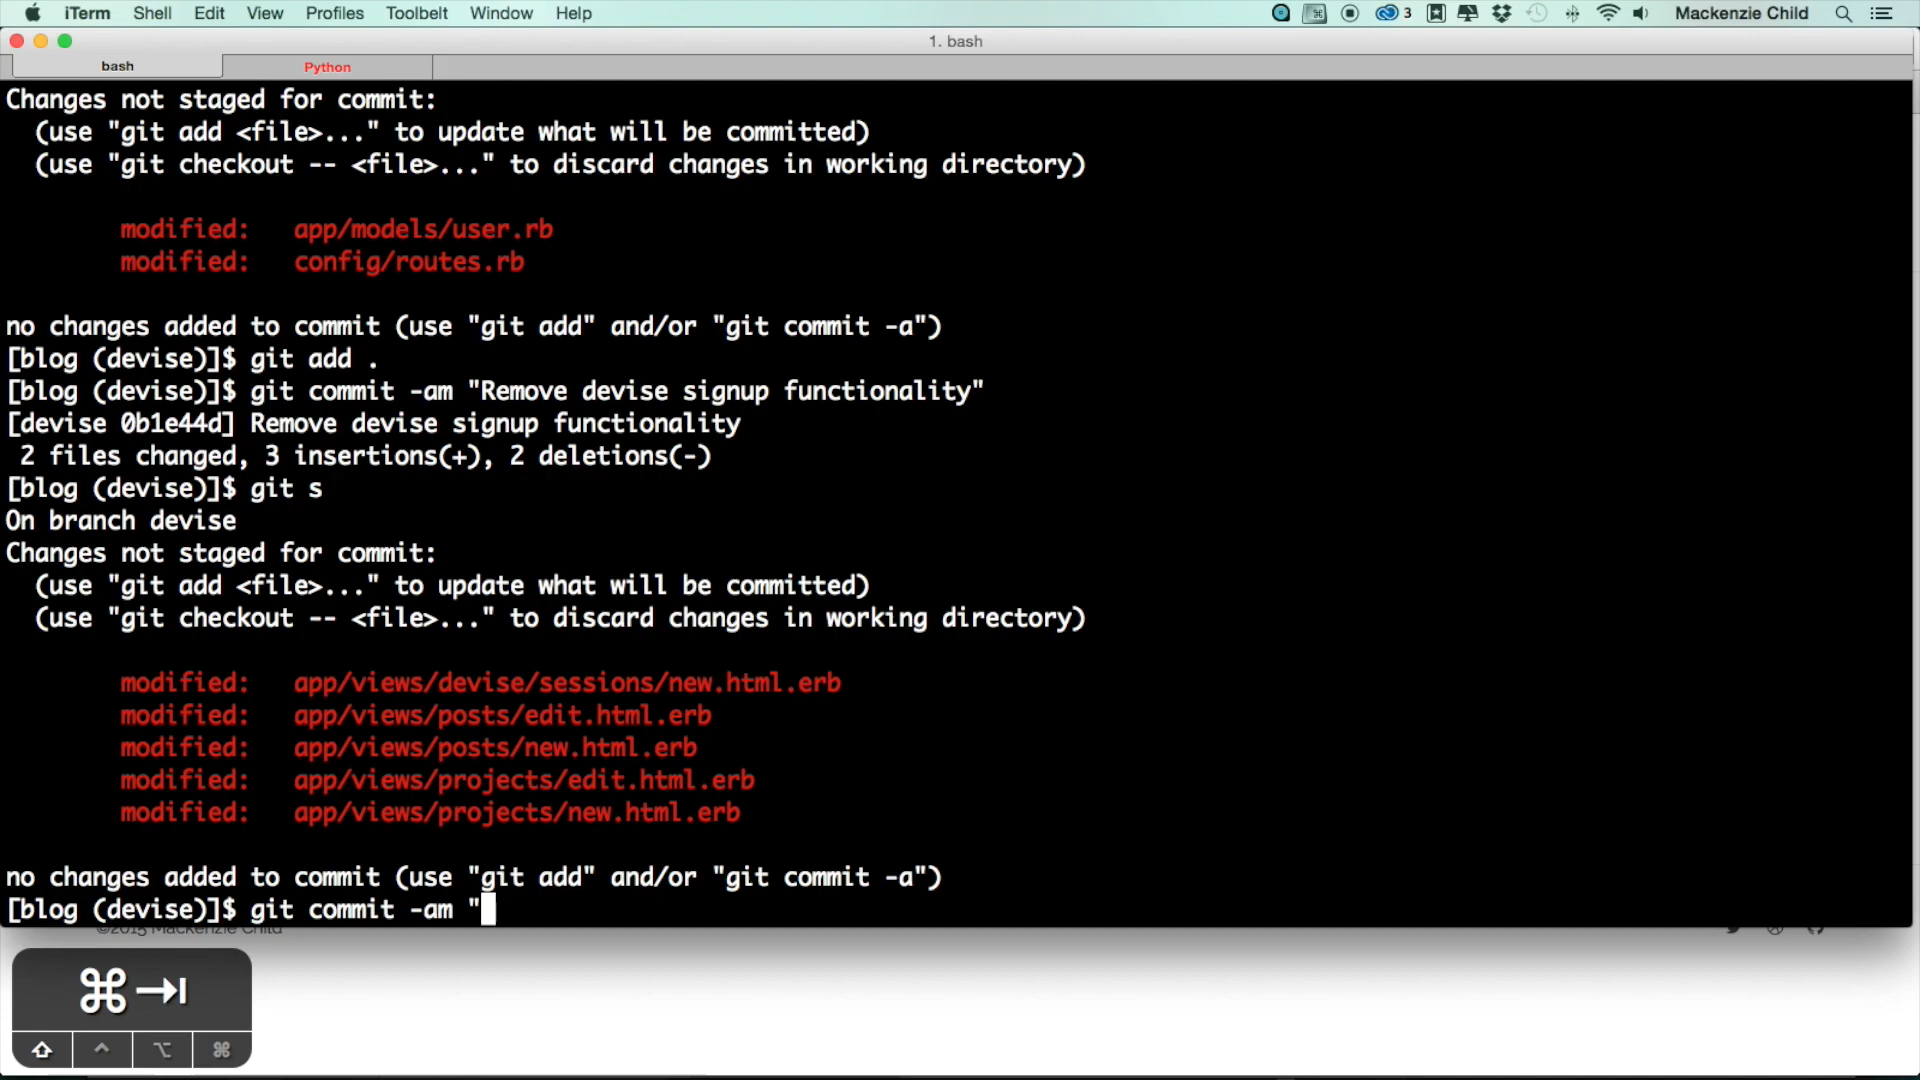 iTerm Shell Edit View Profiles Toolbelt Window Help 3 Mackenzie Child
1. bash
bash Python
Changes not staged for commit:
(use "git add <file>..." to update what will be committed)
(use "git checkout -- <file>..." to discard changes in working directory)
modified: app/models/user.rb
modified: config/routes.rb
no changes added to commit (use "git add" and/or "git commit -a")
[blog (devise)]$ git add .
[blog (devise)]$ git commit -am "Remove devise signup functionality"
[devise 0b1e44d] Remove devise signup functionality
2 files changed, 3 insertions(+), 2 deletions(-)
[blog (devise)]$ git s
On branch devise
Changes not staged for commit:
(use "git add <file>..." to update what will be committed)
(use "git checkout -- <file>..." to discard changes in working directory)
modified: app/views/devise/sessions/new.html.erb
modified: app/views/posts/edit.html.erb
modified: app/views/posts/new.html.erb
modified: app/views/projects/edit.html.erb
modified: app/views/projects/new.html.erb
no changes added to commit (use "git add" and/or "git commit -a")
[blog (devise)]$ git commit -am "
©2015 Mackenzie Child